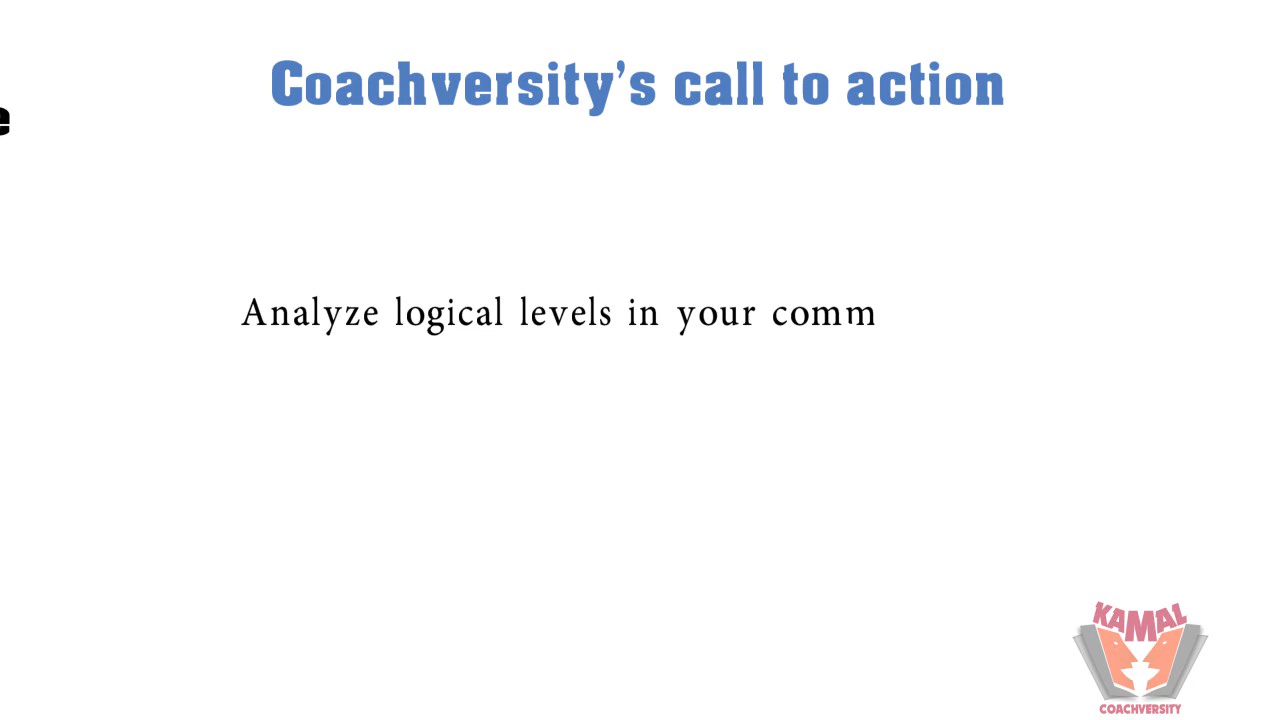 Coachversity's call to action
e
Analyze logical levels in your comm
KAMAL
COACHVERSITY